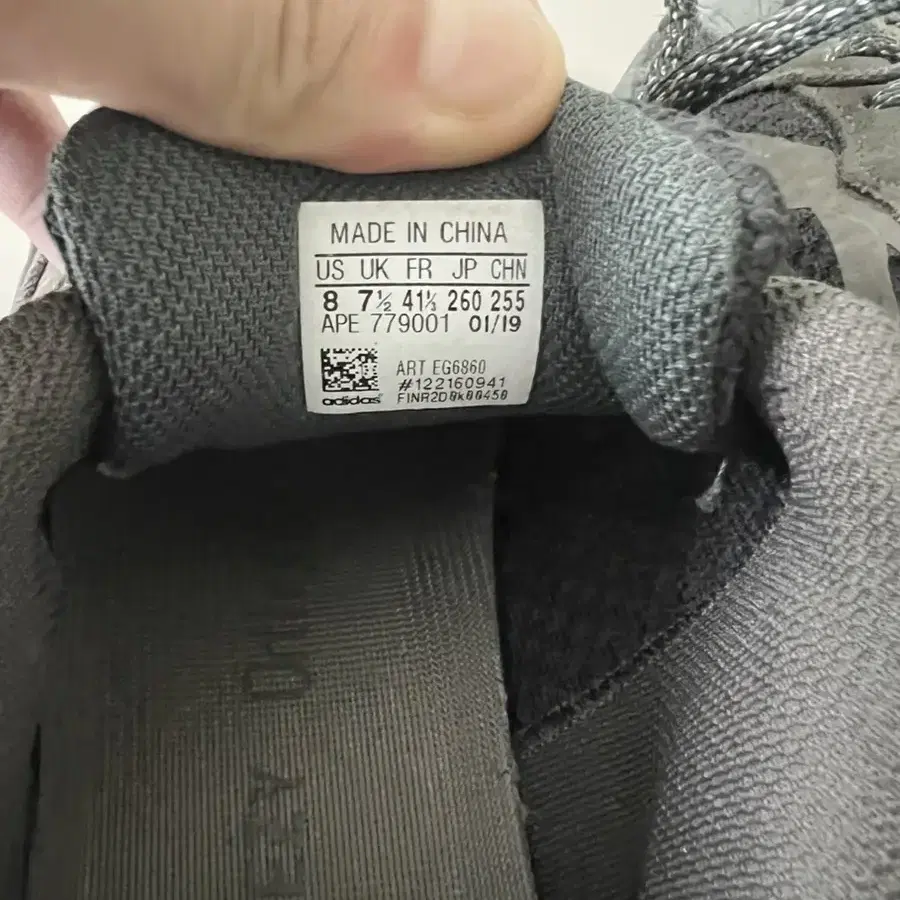 MADE IN CHINA
US UK FR JP CHN
8 7½ 41⅓ 260 255
APE 779001 01/19
ART EG6860
#122160941
adidas